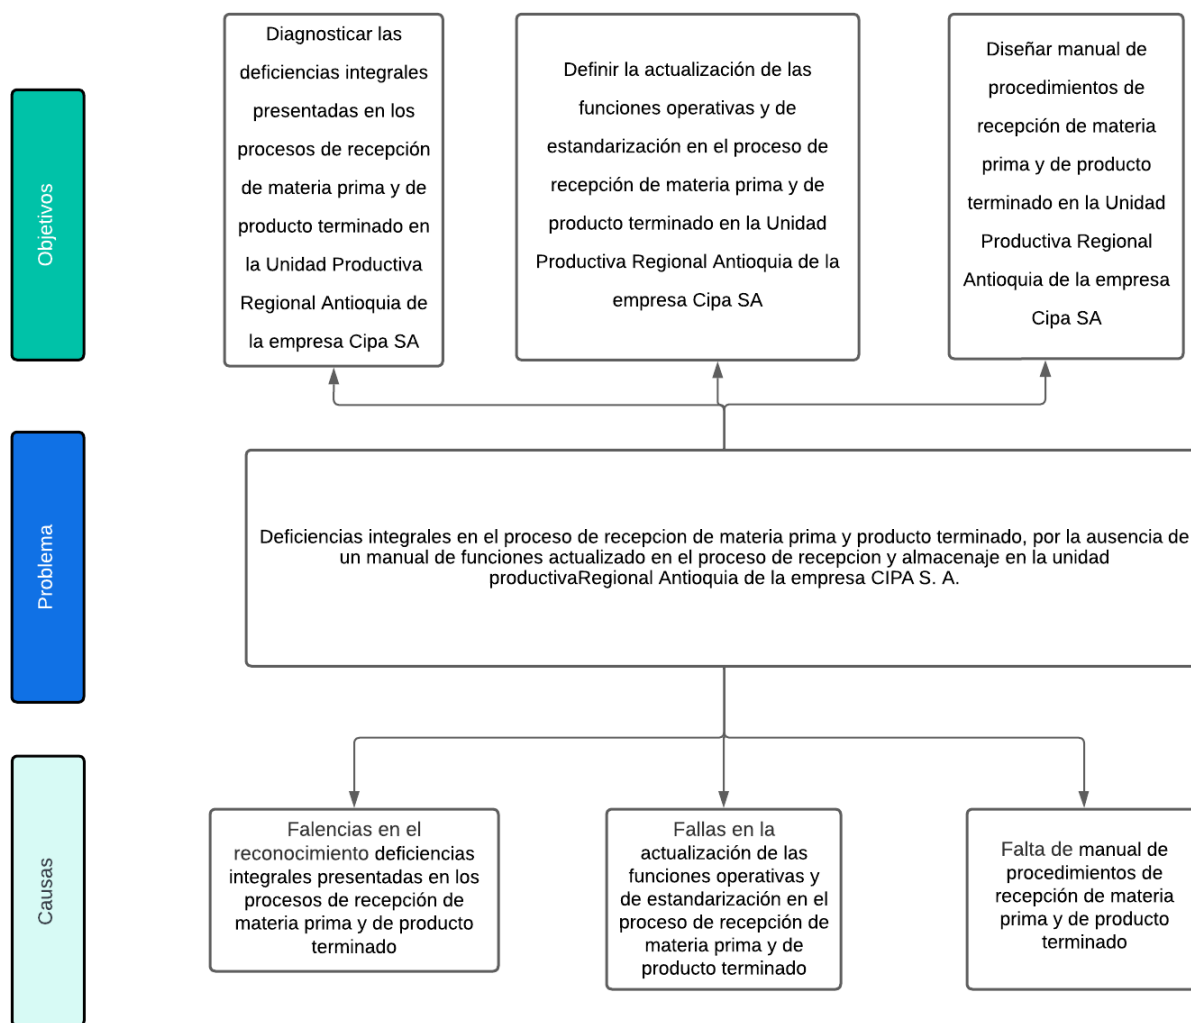 Objetivos
Diagnosticar las
deficiencias integrales
presentadas en los
procesos de recepción
de materia prima y de
producto terminado en
la Unidad Productiva
Regional Antioquia de
la empresa Cipa SA
Definir la actualización de las
funciones operativas y de
estandarización en el proceso de
recepción de materia prima y de
producto terminado en la Unidad
Productiva Regional Antioquia de la
empresa Cipa SA
Diseñar manual de
procedimientos de
recepción de materia
prima y de producto
terminado en la Unidad
Productiva Regional
Antioquia de la empresa
Cipa SA
Problema
Deficiencias integrales en el proceso de recepcion de materia prima y producto terminado, por la ausencia de
un manual de funciones actualizado en el proceso de recepcion y almacenaje en la unidad
productivaRegional Antioquia de la empresa CIPA S. A.
Causas
Falencias en el
reconocimiento deficiencias
integrales presentadas en los
procesos de recepción de
materia prima y de producto
terminado
Fallas en la
actualización de las
funciones operativas y
de estandarización en el
proceso de recepción de
materia prima y de
producto terminado
Falta de manual de
procedimientos de
recepción de materia
prima y de producto
terminado